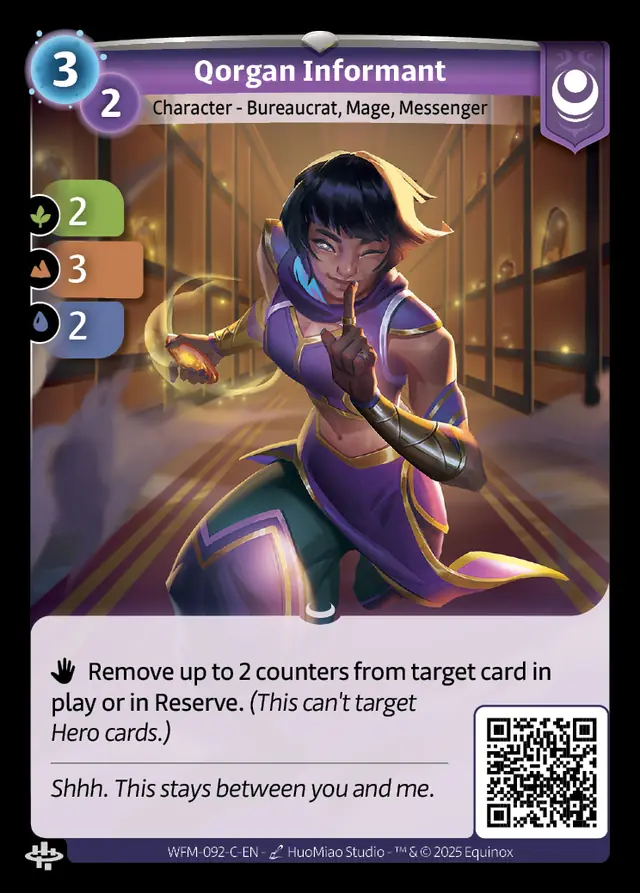 3
Qorgan Informant
2
Character - Bureaucrat, Mage, Messenger
2
3
2
Remove up to 2 counters from target card in
play or in Reserve. (This can't target
Hero cards.)
Shhh. This stays between you and me.
WFM-092-C-EN - HuoMiao Studio - ™ & © 2025 Equinox